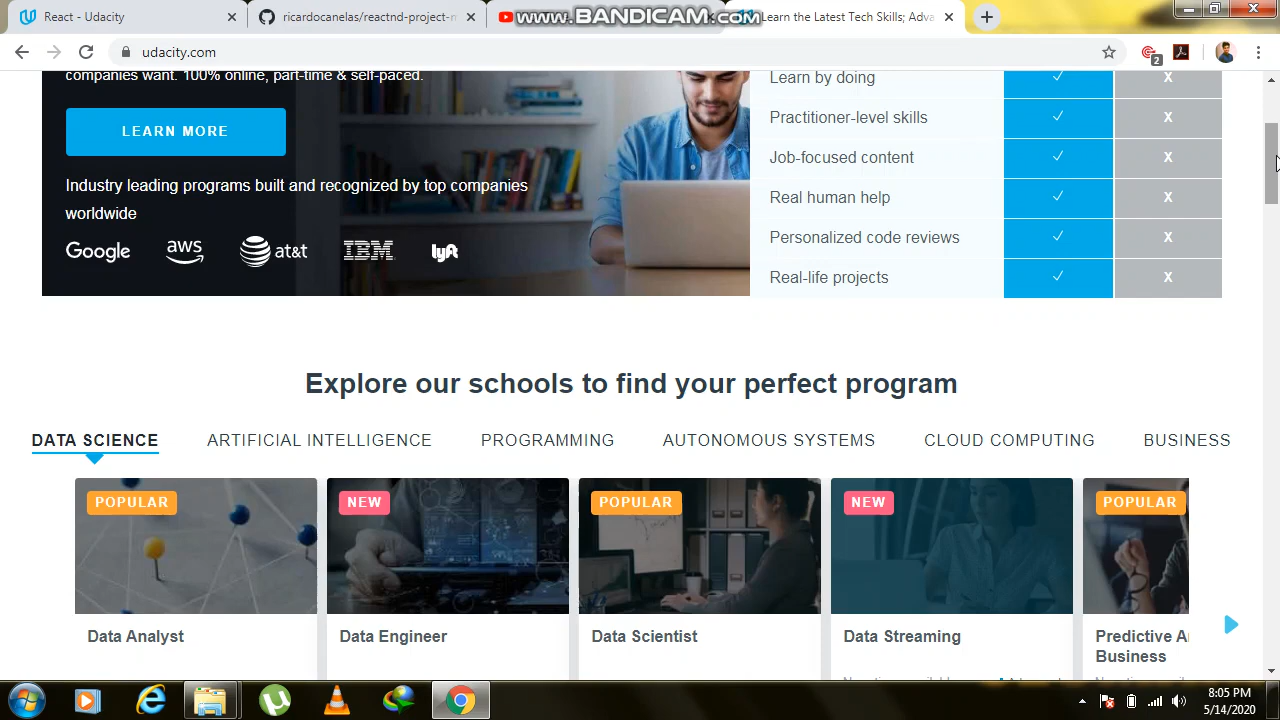 React - Udacity
ricardocanelas/reactnd-project-m
www.BANDICAM.com
Learn the Latest Tech Skills; Adva
udacity.com
2
companies want. 100% online, part-time & self-paced.
LEARN MORE
Industry leading programs built and recognized by top companies
worldwide
Google
aws
at&t
IBM
lyft
Learn by doing
X
Practitioner-level skills
X
Job-focused content
X
Real human help
X
Personalized code reviews
X
Real-life projects
X
Explore our schools to find your perfect program
DATA SCIENCE
ARTIFICIAL INTELLIGENCE
PROGRAMMING
AUTONOMOUS SYSTEMS
CLOUD COMPUTING
BUSINESS
POPULAR
NEW
POPULAR
NEW
POPULAR
Data Analyst
Data Engineer
Data Scientist
Data Streaming
Predictive A
Business
8:05 PM
5/14/2020